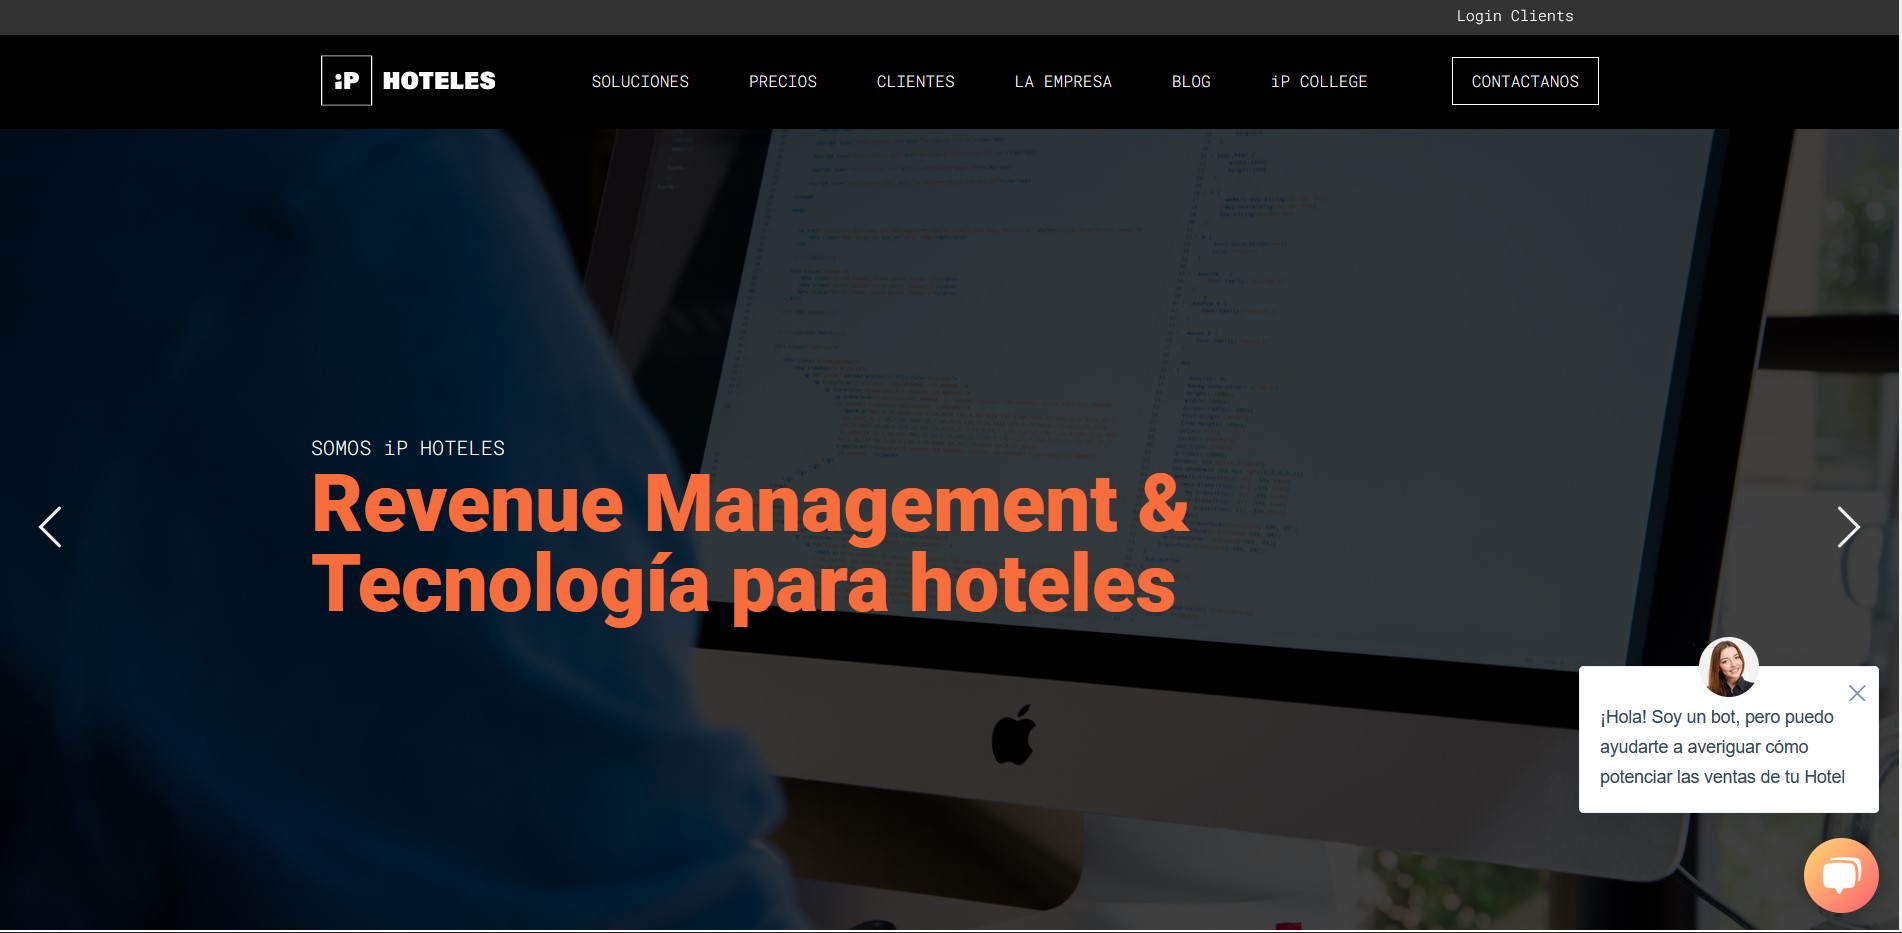 Login Clients
iP HOTELES
SOLUCIONES
PRECIOS
CLIENTES
LA EMPRESA
BLOG
iP COLLEGE
CONTACTANOS
SOMOS iP HOTELES
Revenue Management &
Tecnología para hoteles
¡Hola! Soy un bot, pero puedo
ayudarte a averiguar cómo
potenciar las ventas de tu Hotel